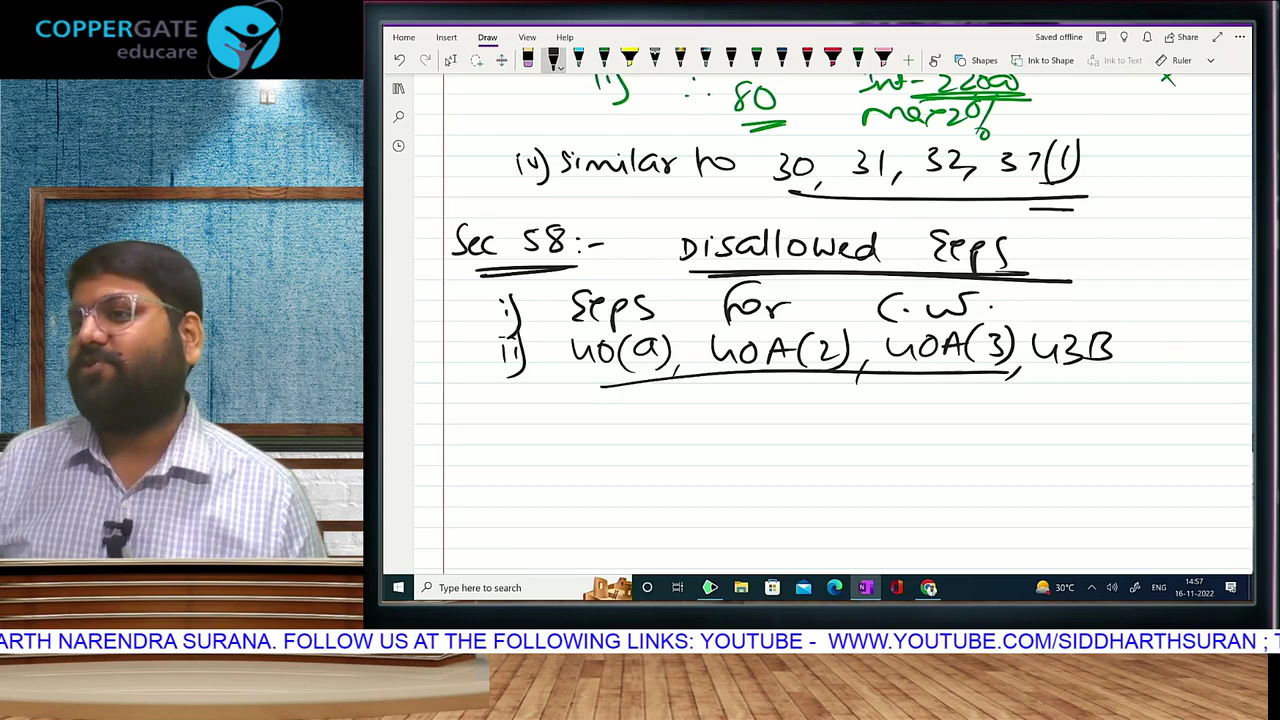 COPPERGATE
educare
Home Insert Draw View Help
Saved offline
Share
Shapes
Ink to Shape
Ink to Text
Ruler
ii) 80 Int - 22000
max 20%
x
iv) Similar to 30, 31, 32, 37(1)
Sec 58:- Disallowed Exps
i) Exps for C.W.
ii) 40(a), 40A(2), 40A(3), 43B
Type here to search
30°C
ENG
14:57
16-11-2022
ARTH NARENDRA SURANA. FOLLOW US AT THE FOLLOWING LINKS: YOUTUBE - WWW.YOUTUBE.COM/SIDDHARTHSURAN ; T